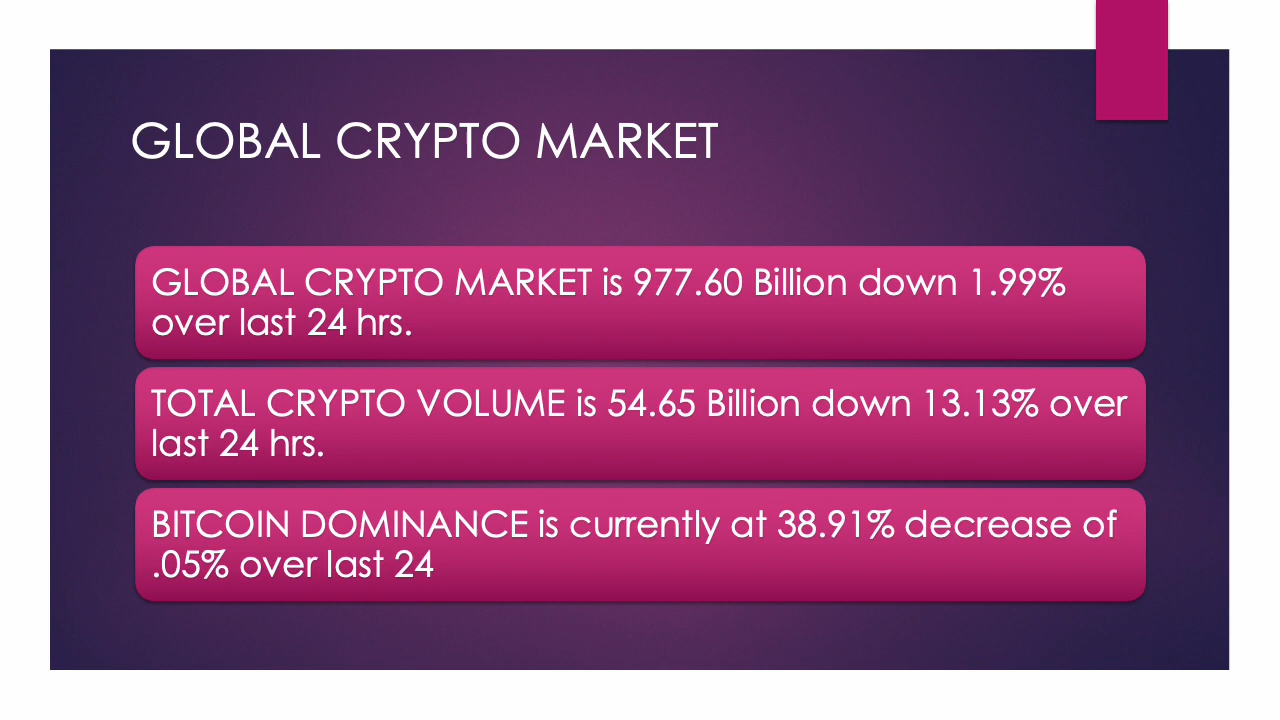 GLOBAL CRYPTO MARKET
GLOBAL CRYPTO MARKET is 977.60 Billion down 1.99%
over last 24 hrs.
TOTAL CRYPTO VOLUME is 54.65 Billion down 13.13% over
last 24 hrs.
BITCOIN DOMINANCE is currently at 38.91% decrease of
.05% over last 24